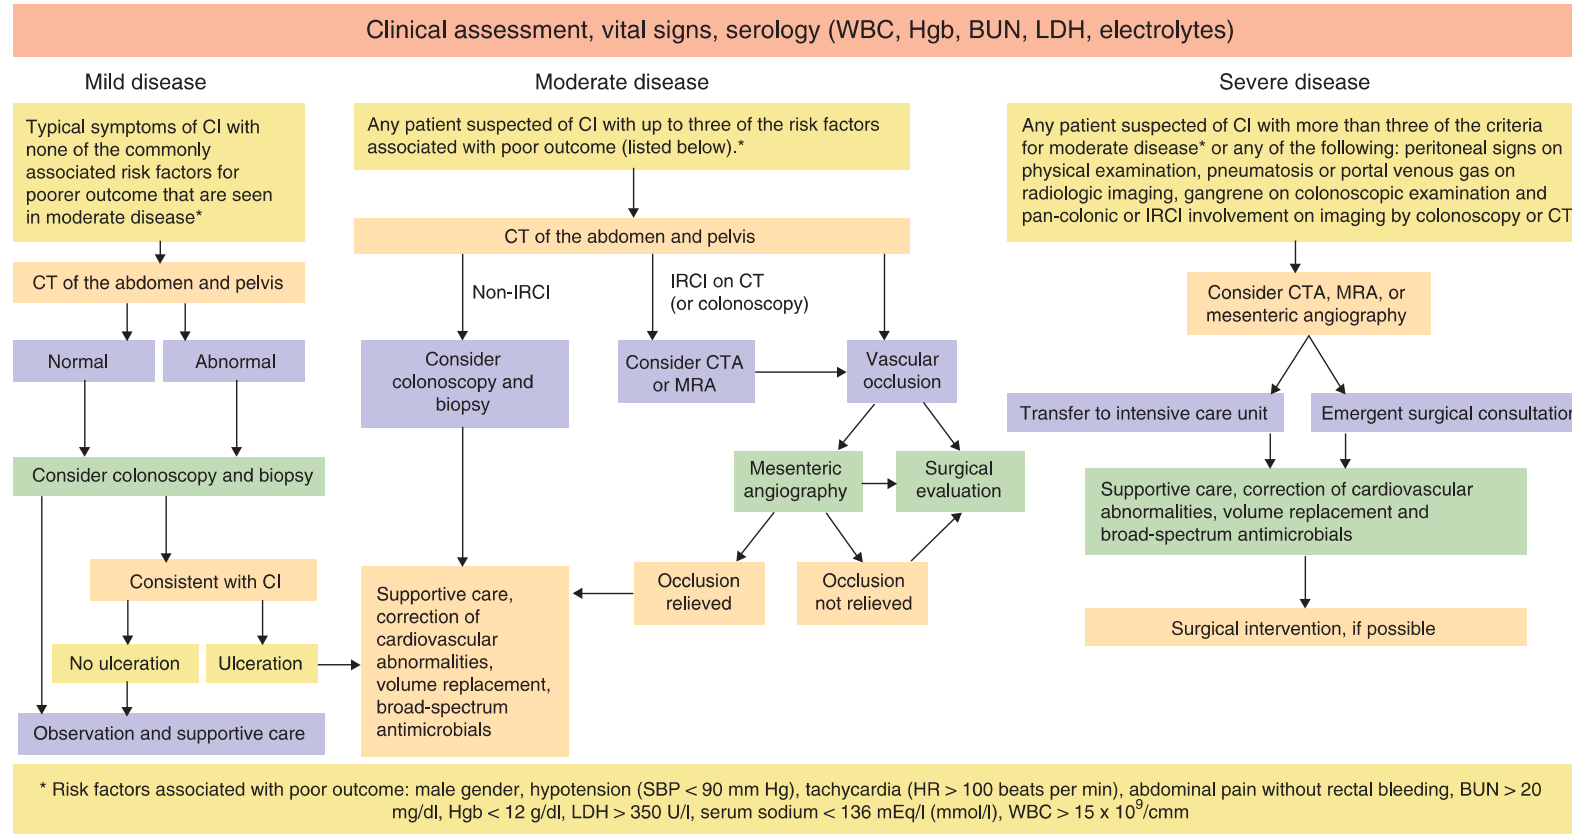 Clinical assessment, vital signs, serology (WBC, Hgb, BUN, LDH, electrolytes)
Mild disease
Typical symptoms of CI with
none of the commonly
associated risk factors for
poorer outcome that are seen
in moderate disease*
CT of the abdomen and pelvis
Normal
Abnormal
Consider colonoscopy and biopsy
Consistent with CI
No ulceration
Ulceration
Observation and supportive care
Moderate disease
Any patient suspected of CI with up to three of the risk factors
associated with poor outcome (listed below).*
CT of the abdomen and pelvis
Non-IRCI
IRCI on CT
(or colonoscopy)
Consider
colonoscopy and
biopsy
Consider CTA
or MRA
Vascular
occlusion
Mesenteric
angiography
Surgical
evaluation
Occlusion
relieved
Occlusion
not relieved
Supportive care,
correction of
cardiovascular
abnormalities,
volume replacement,
broad-spectrum
antimicrobials
Severe disease
Any patient suspected of CI with more than three of the criteria
for moderate disease* or any of the following: peritoneal signs on
physical examination, pneumatosis or portal venous gas on
radiologic imaging, gangrene on colonoscopic examination and
pan-colonic or IRCI involvement on imaging by colonoscopy or CT
Consider CTA, MRA, or
mesenteric angiography
Transfer to intensive care unit
Emergent surgical consultation
Supportive care, correction of cardiovascular
abnormalities, volume replacement and
broad-spectrum antimicrobials
Surgical intervention, if possible
* Risk factors associated with poor outcome: male gender, hypotension (SBP < 90 mm Hg), tachycardia (HR > 100 beats per min), abdominal pain without rectal bleeding, BUN > 20
mg/dl, Hgb < 12 g/dl, LDH > 350 U/l, serum sodium < 136 mEq/l (mmol/l), WBC > 15 x 10⁹/cmm